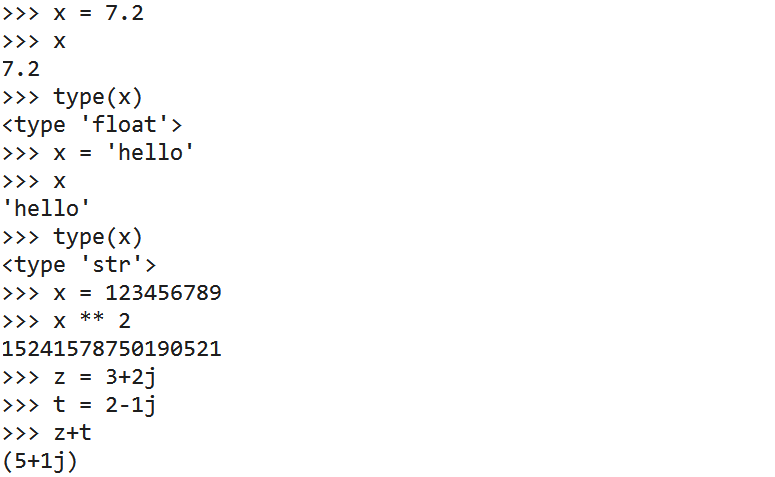 >>> x = 7.2
>>> x
7.2
>>> type(x)
<type 'float'>
>>> x = 'hello'
>>> x
'hello'
>>> type(x)
<type 'str'>
>>> x = 123456789
>>> x ** 2
15241578750190521
>>> z = 3+2j
>>> t = 2-1j
>>> z+t
(5+1j)